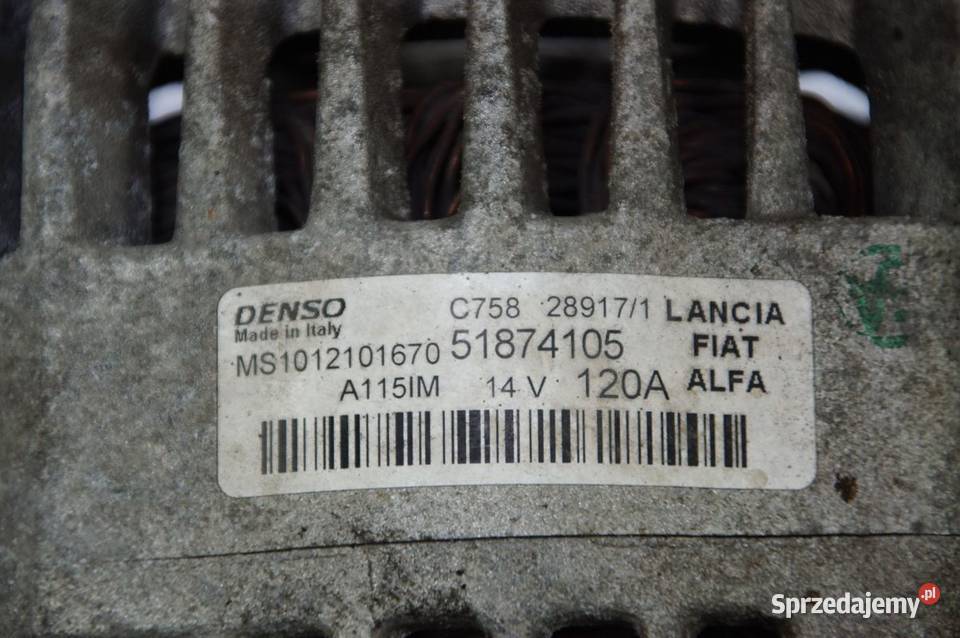 DENSO C758 28917/1 LANCIA
Made in Italy
MS1012101670 51874105 FIAT
A115IM 14 V 120A ALFA
Sprzedajemy.pl